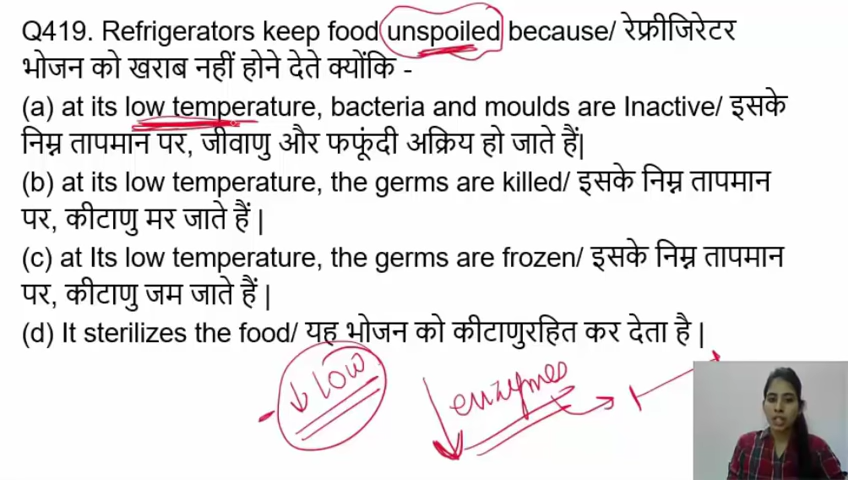 Q419. Refrigerators keep food unspoiled because/ रेफ्रीजिरेटर
भोजन को खराब नहीं होने देते क्योंकि -
(a) at its low temperature, bacteria and moulds are Inactive/ इसके
निम्न तापमान पर, जीवाणु और फफूंदी अक्रिय हो जाते हैं|
(b) at its low temperature, the germs are killed/ इसके निम्न तापमान
पर, कीटाणु मर जाते हैं |
(c) at Its low temperature, the germs are frozen/ इसके निम्न तापमान
पर, कीटाणु जम जाते हैं |
(d) It sterilizes the food/ यह भोजन को कीटाणुरहित कर देता है |
↓ low
↓ enzymes